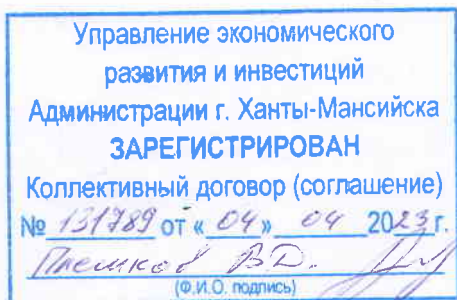 Управление экономического
развития и инвестиций
Администрации г. Ханты-Мансийска
ЗАРЕГИСТРИРОВАН
Коллективный договор (соглашение)
№ 131789 от « 04 » 04 2023 г.
В.Д.
(Ф.И.О. подпись)